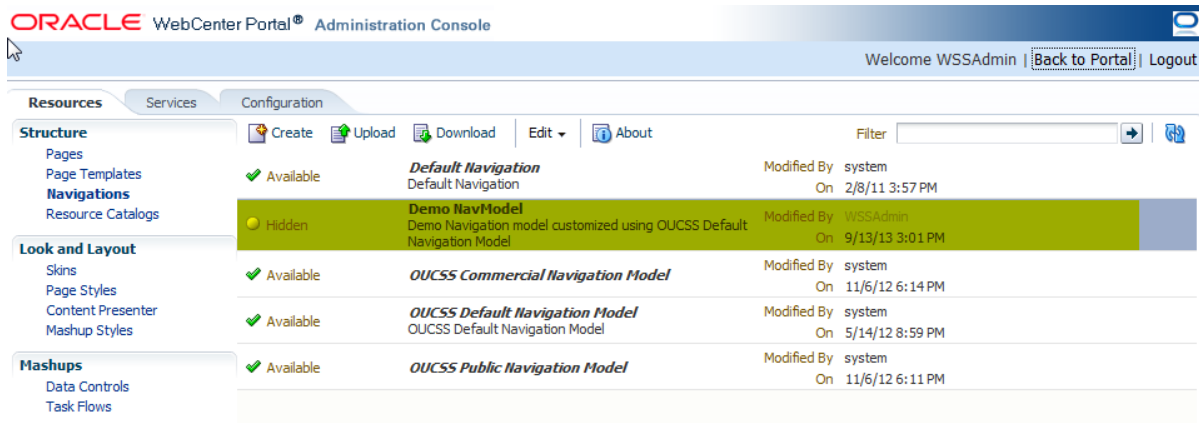 ORACLE WebCenter Portal® Administration Console
Welcome WSSAdmin | Back to Portal | Logout
Resources Services Configuration
Structure
Pages
Page Templates
Navigations
Resource Catalogs
Look and Layout
Skins
Page Styles
Content Presenter
Mashup Styles
Mashups
Data Controls
Task Flows
Create Upload Download Edit About Filter
Available Default Navigation Modified By system
Default Navigation On 2/8/11 3:57 PM
Hidden Demo NavModel Modified By WSSAdmin
Demo Navigation model customized using OUCSS Default
Navigation Model On 9/13/13 3:01 PM
Available OUCSS Commercial Navigation Model Modified By system
On 11/6/12 6:14 PM
Available OUCSS Default Navigation Model Modified By system
OUCSS Default Navigation Model On 5/14/12 8:59 PM
Available OUCSS Public Navigation Model Modified By system
On 11/6/12 6:11 PM